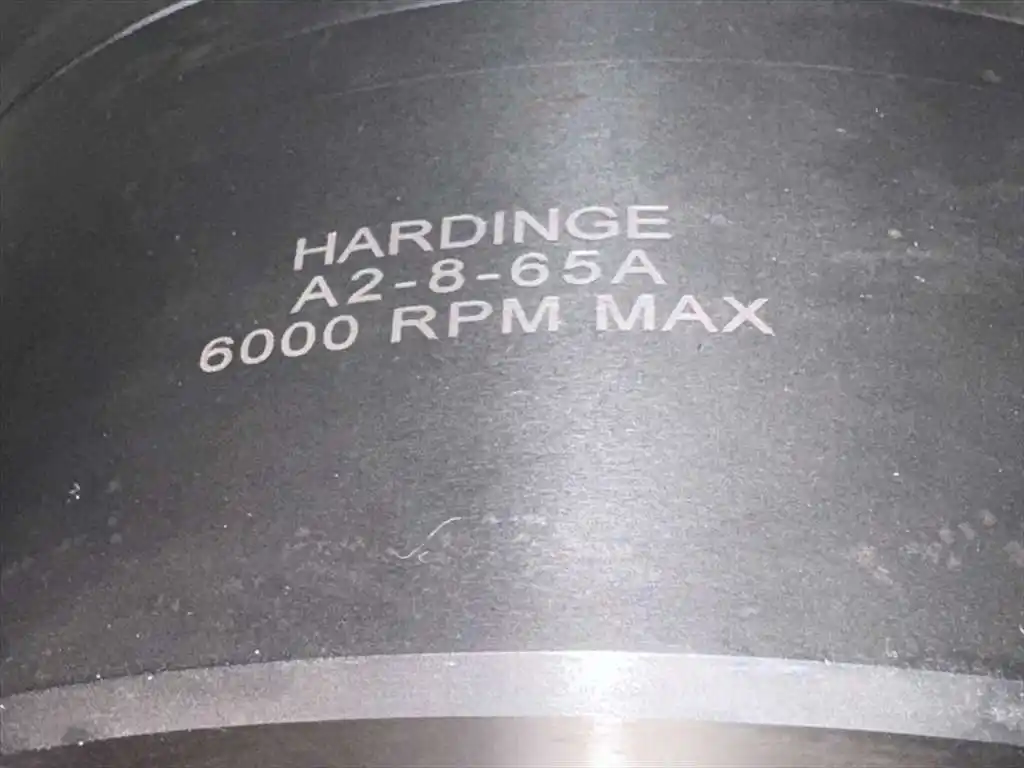 HARDINGE
A2-8-65A
6000 RPM MAX